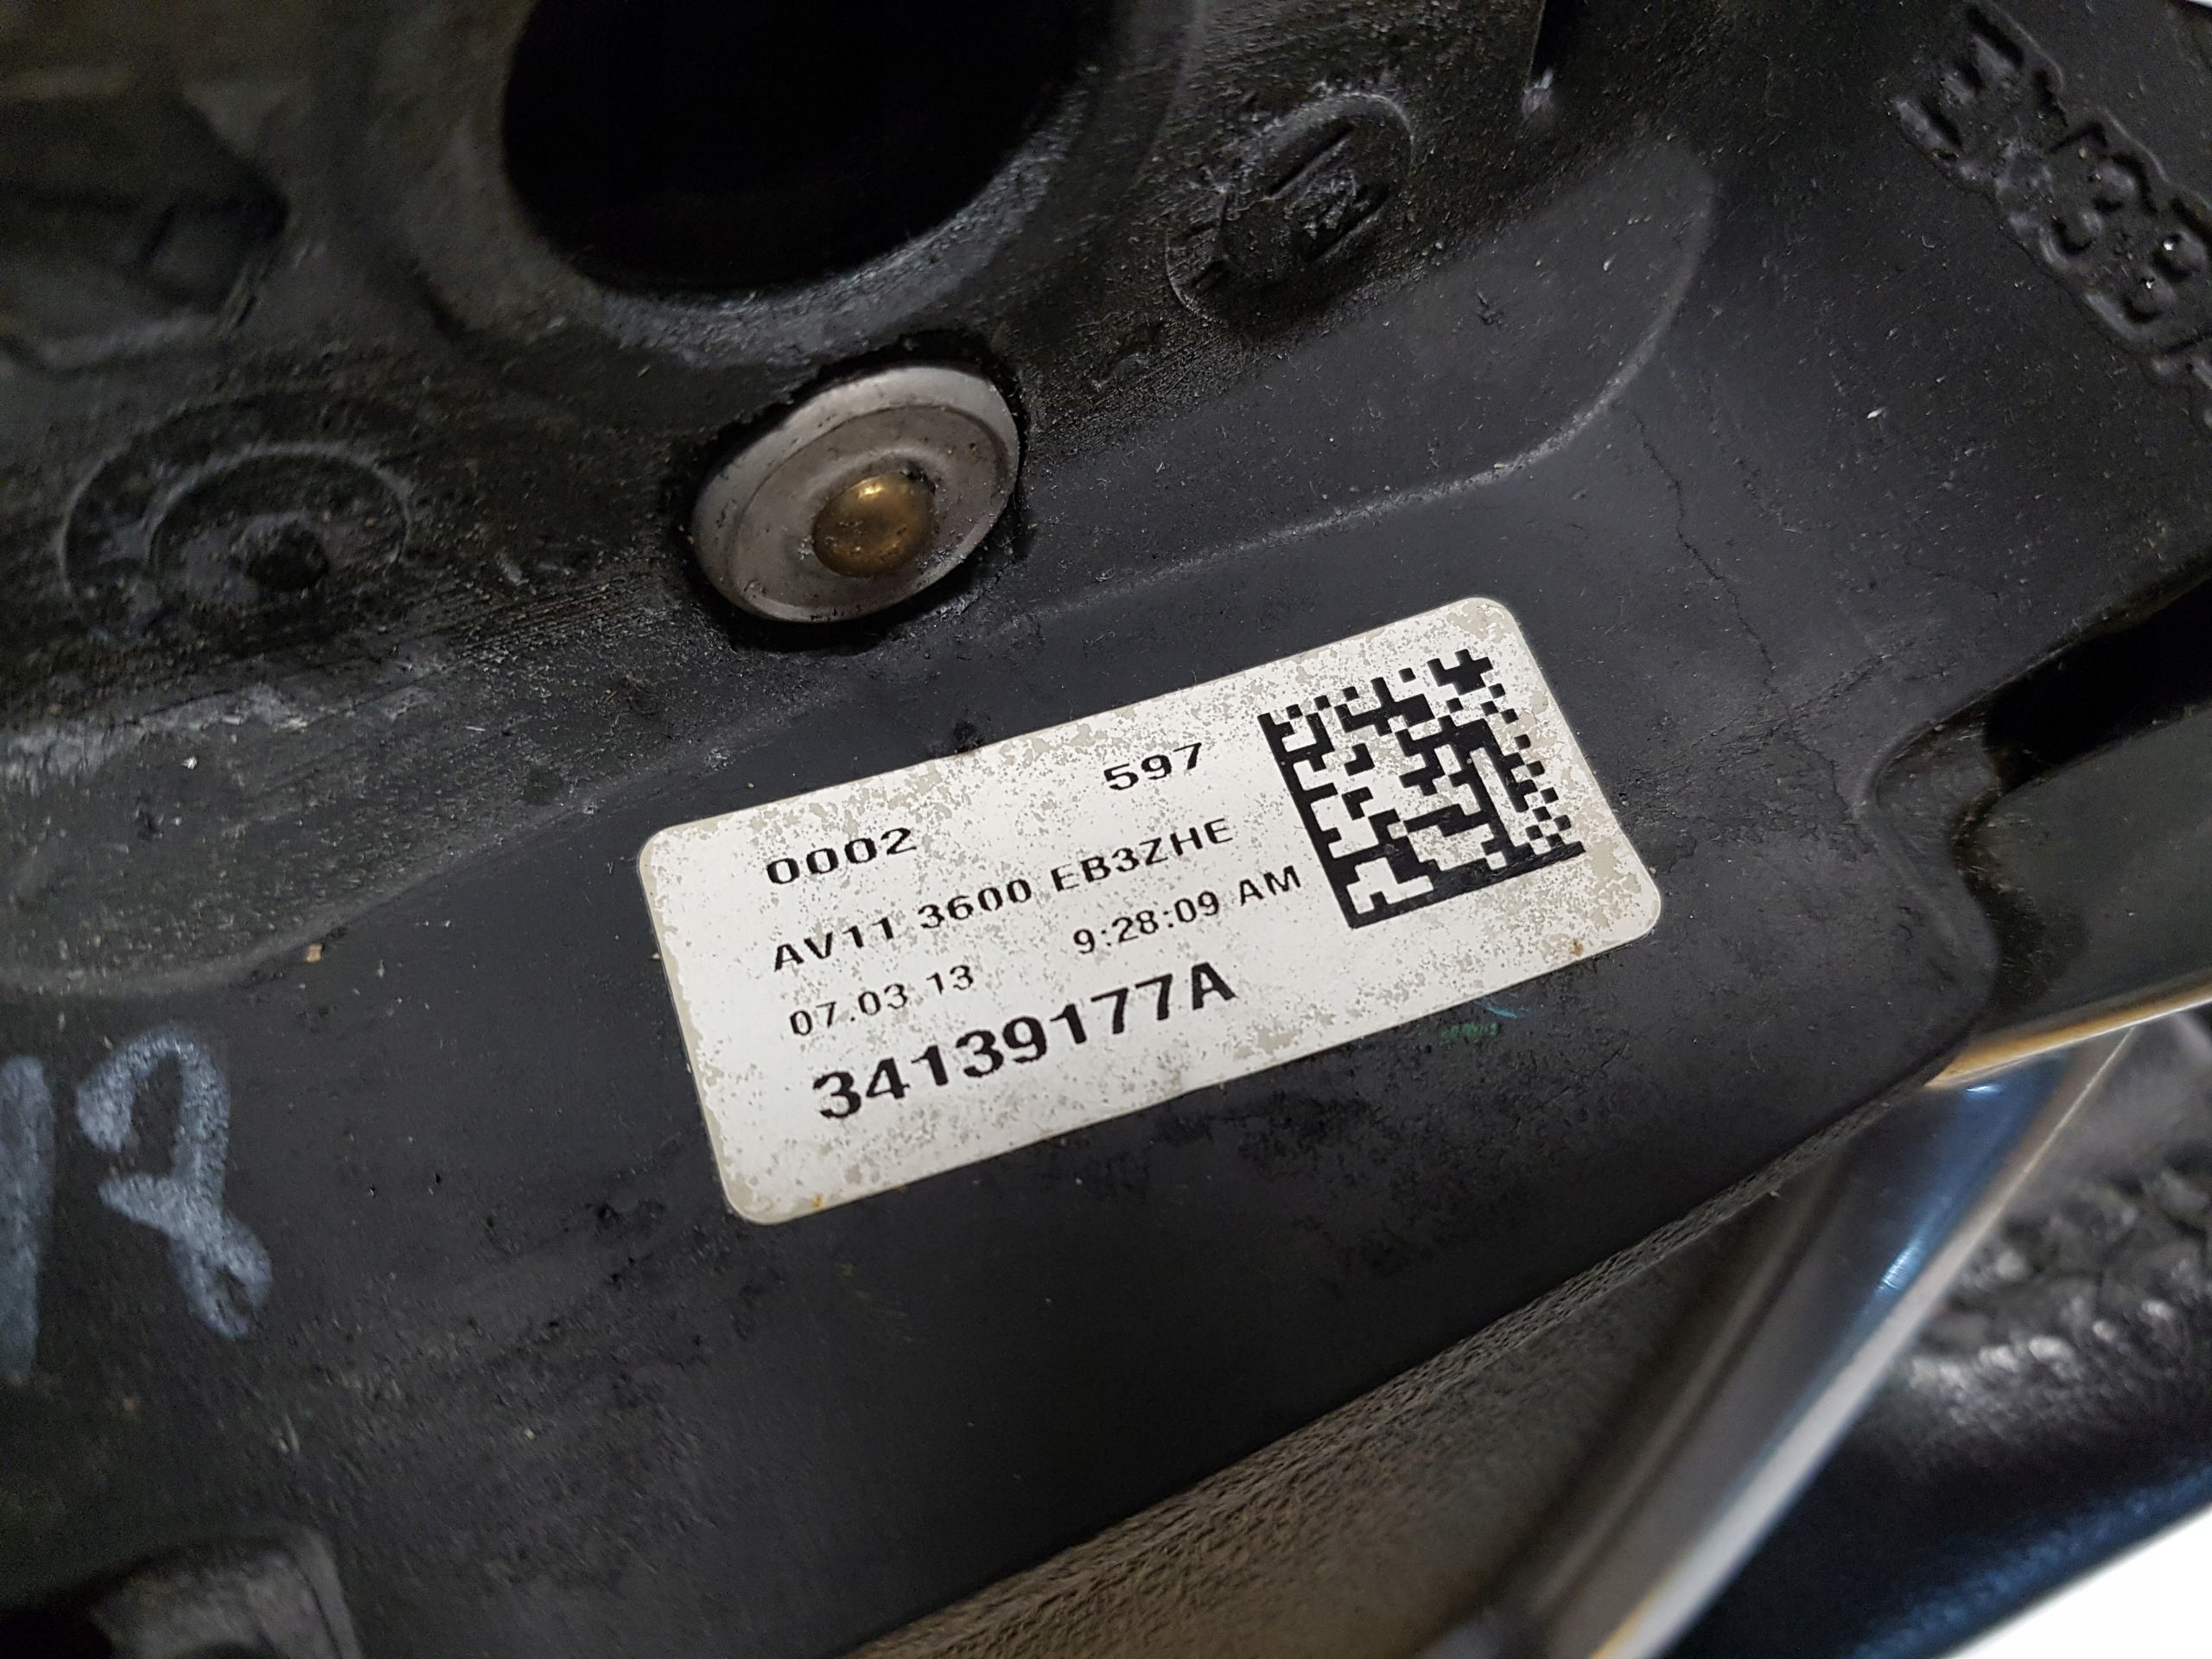 0002 597
AV11 3600 EB3ZHE
07.03.13 9:28:09 AM
34139177A